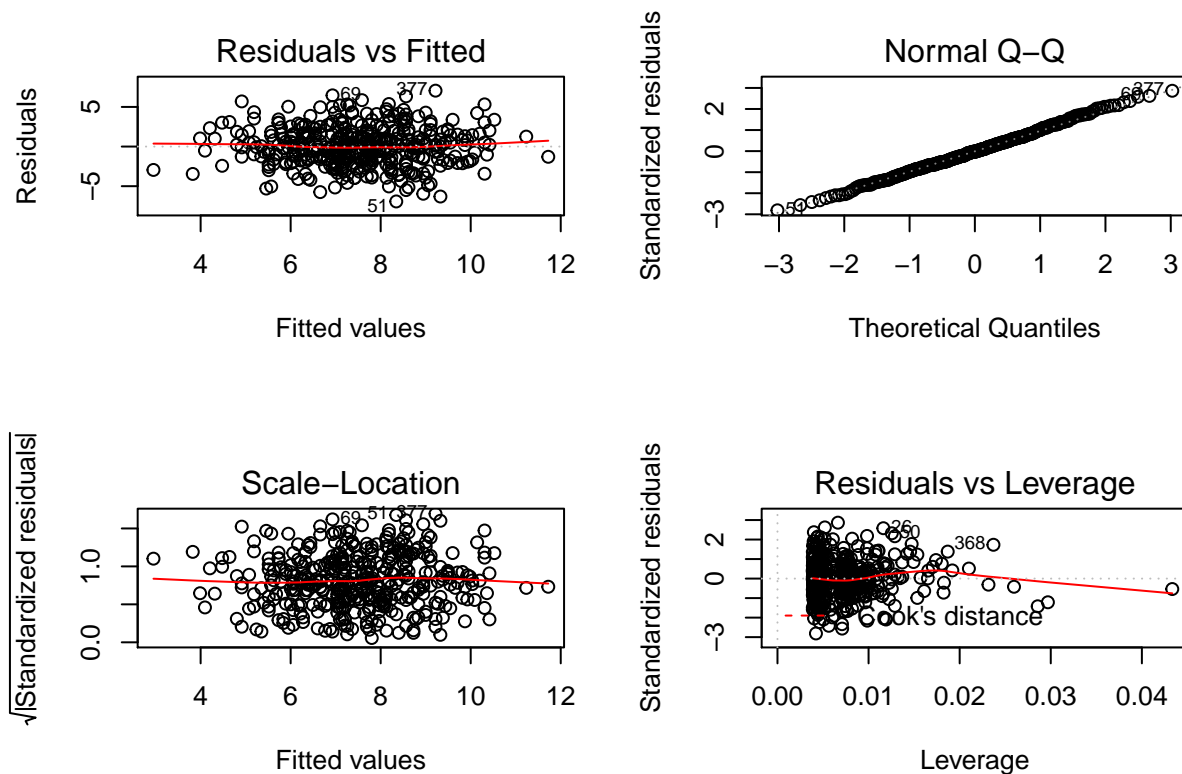 Residuals vs Fitted
Residuals
5
−5
69
377
51
4 6 8 10 12
Fitted values
Normal Q−Q
Standardized residuals
2
0
−3
377
51
−3 −2 −1 0 1 2 3
Theoretical Quantiles
Scale−Location
√|Standardized residuals|
1.0
0.0
69
51
377
4 6 8 10 12
Fitted values
Residuals vs Leverage
Standardized residuals
2
0
−3
368
Cook's distance
0.00 0.01 0.02 0.03 0.04
Leverage